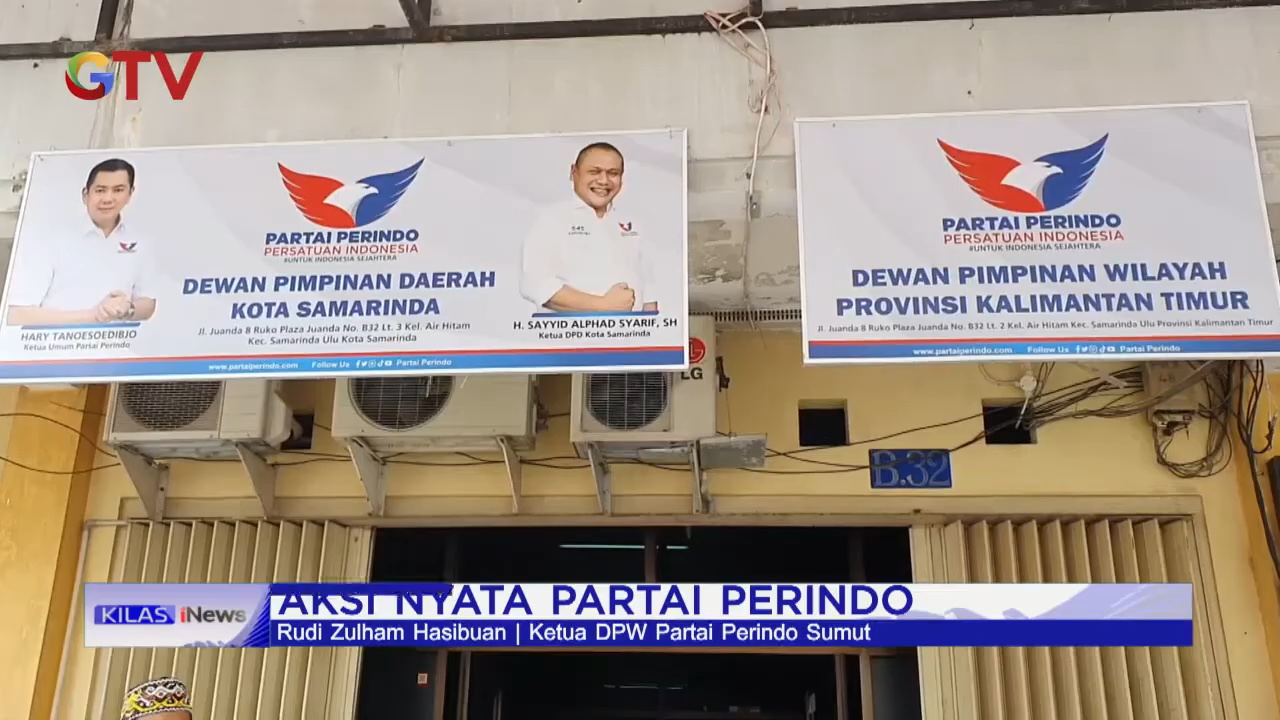 GTV
PARTAI PERINDO
PERSATUAN INDONESIA
#UNTUK INDONESIA SEJAHTERA
DEWAN PIMPINAN DAERAH
KOTA SAMARINDA
Jl. Juanda 8 Ruko Plaza Juanda No. B32 Lt. 3 Kel. Air Hitam
Kec. Samarinda Ulu Kota Samarinda
HARY TANOESOEDIBJO
Ketua Umum Partai Perindo
H. SAYYID ALPHAD SYARIF, SH
Ketua DPD Kota Samarinda
www.partaiperindo.com Follow Us Partai Perindo
PARTAI PERINDO
PERSATUAN INDONESIA
#UNTUK INDONESIA SEJAHTERA
DEWAN PIMPINAN WILAYAH
PROVINSI KALIMANTAN TIMUR
Jl. Juanda 8 Ruko Plaza Juanda No. B32 Lt. 2 Kel. Air Hitam Kec. Samarinda Ulu Provinsi Kalimantan Timur
www.partaiperindo.com Follow Us Partai Perindo
LG
B.32
KILAS iNews
AKSI NYATA PARTAI PERINDO
Rudi Zulham Hasibuan | Ketua DPW Partai Perindo Sumut